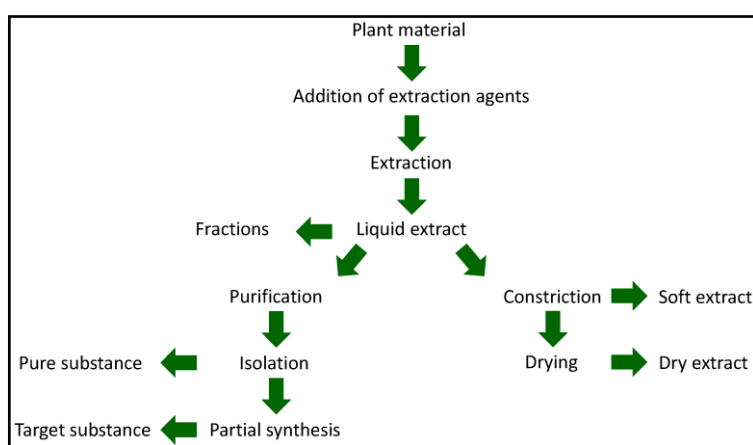 Plant material
Addition of extraction agents
Extraction
Fractions
Liquid extract
Purification
Constriction
Soft extract
Pure substance
Isolation
Drying
Dry extract
Target substance
Partial synthesis